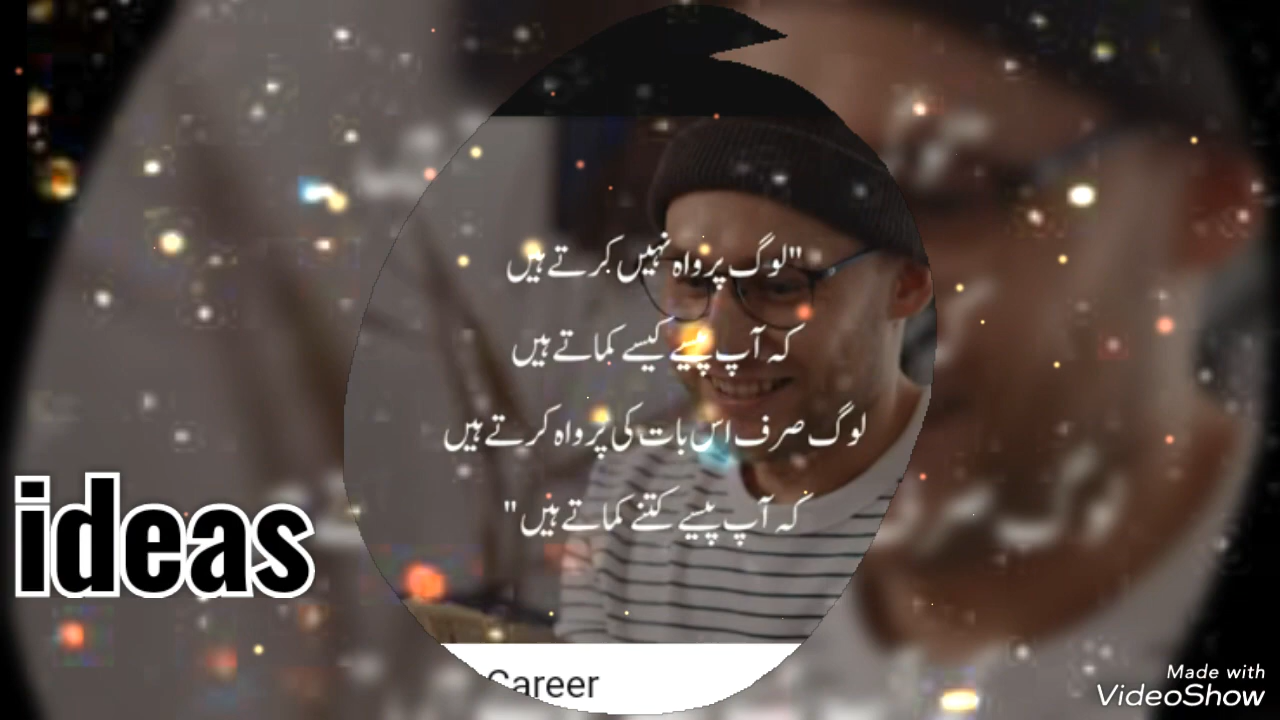 "لوگ پرواہ نہیں کرتے ہیں
کہ آپ پیسے کیسے کماتے ہیں
لوگ صرف اس بات کی پرواہ کرتے ہیں
کہ آپ پیسے کتنے کماتے ہیں"
ideas
Career
Made with
VideoShow